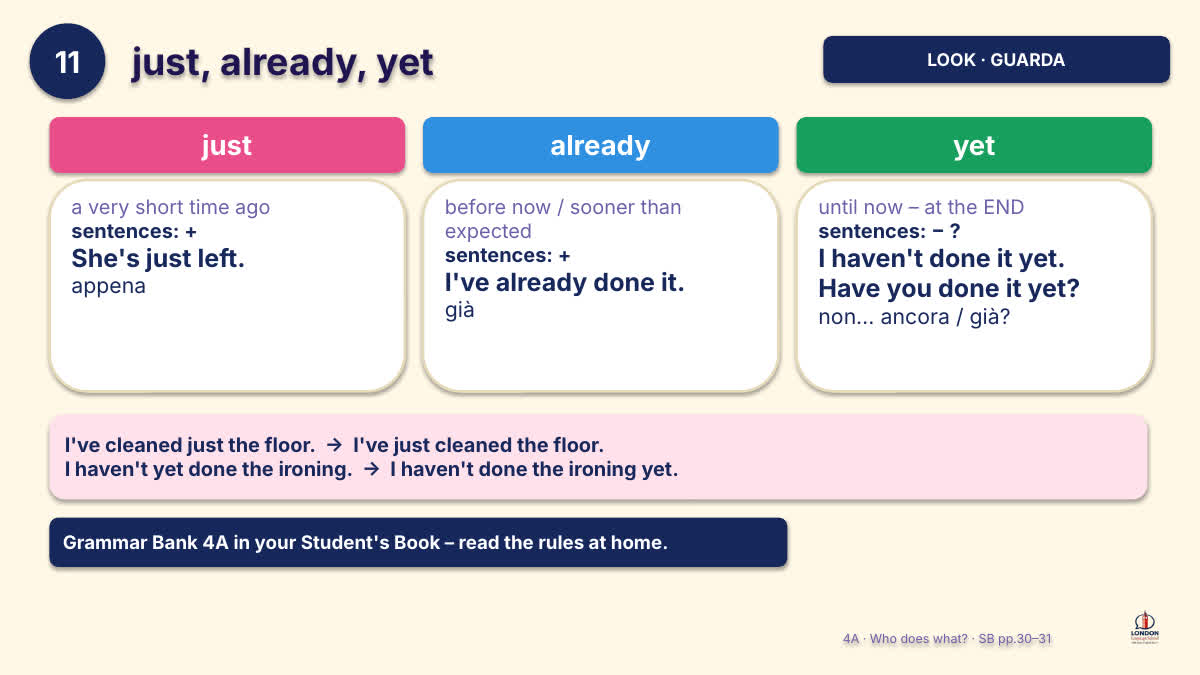 11
just, already, yet
LOOK · GUARDA
just
a very short time ago
sentences: +
She's just left.
appena
already
before now / sooner than
expected
sentences: +
I've already done it.
già
yet
until now – at the END
sentences: – ?
I haven't done it yet.
Have you done it yet?
non... ancora / già?
I've cleaned just the floor. → I've just cleaned the floor.
I haven't yet done the ironing. → I haven't done the ironing yet.
Grammar Bank 4A in your Student's Book – read the rules at home.
4A · Who does what? · SB pp.30–31
LONDON